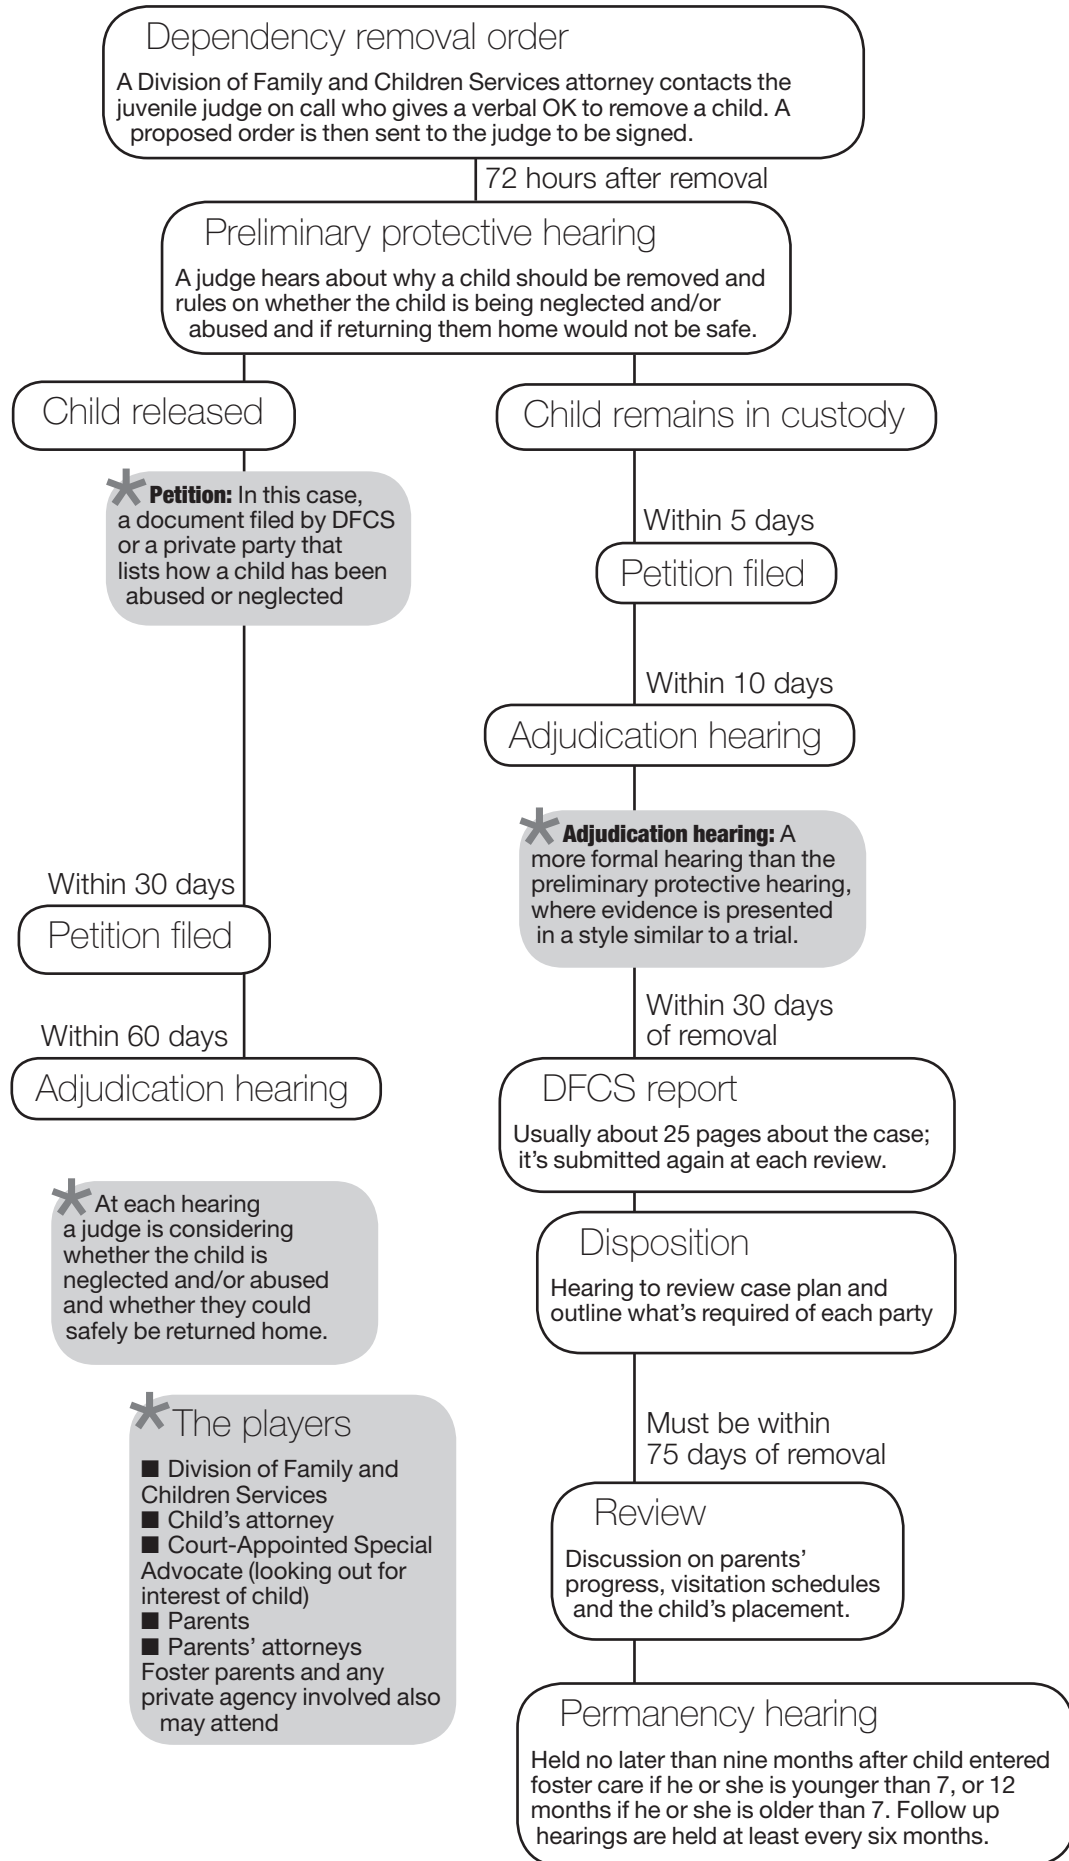 Dependency removal order
A Division of Family and Children Services attorney contacts the
juvenile judge on call who gives a verbal OK to remove a child. A
proposed order is then sent to the judge to be signed.
72 hours after removal
Preliminary protective hearing
A judge hears about why a child should be removed and
rules on whether the child is being neglected and/or
abused and if returning them home would not be safe.
Child released
* Petition: In this case,
a document filed by DFCS
or a private party that
lists how a child has been
abused or neglected
Within 30 days
Petition filed
Within 60 days
Adjudication hearing
Child remains in custody
Within 5 days
Petition filed
Within 10 days
Adjudication hearing
* Adjudication hearing: A
more formal hearing than the
preliminary protective hearing,
where evidence is presented
in a style similar to a trial.
Within 30 days
of removal
DFCS report
Usually about 25 pages about the case;
it's submitted again at each review.
Disposition
Hearing to review case plan and
outline what's required of each party
Must be within
75 days of removal
Review
Discussion on parents'
progress, visitation schedules
and the child's placement.
Permanency hearing
Held no later than nine months after child entered
foster care if he or she is younger than 7, or 12
months if he or she is older than 7. Follow up
hearings are held at least every six months.
* At each hearing
a judge is considering
whether the child is
neglected and/or abused
and whether they could
safely be returned home.
* The players
■ Division of Family and
Children Services
■ Child's attorney
■ Court-Appointed Special
Advocate (looking out for
interest of child)
■ Parents
■ Parents' attorneys
Foster parents and any
private agency involved also
may attend